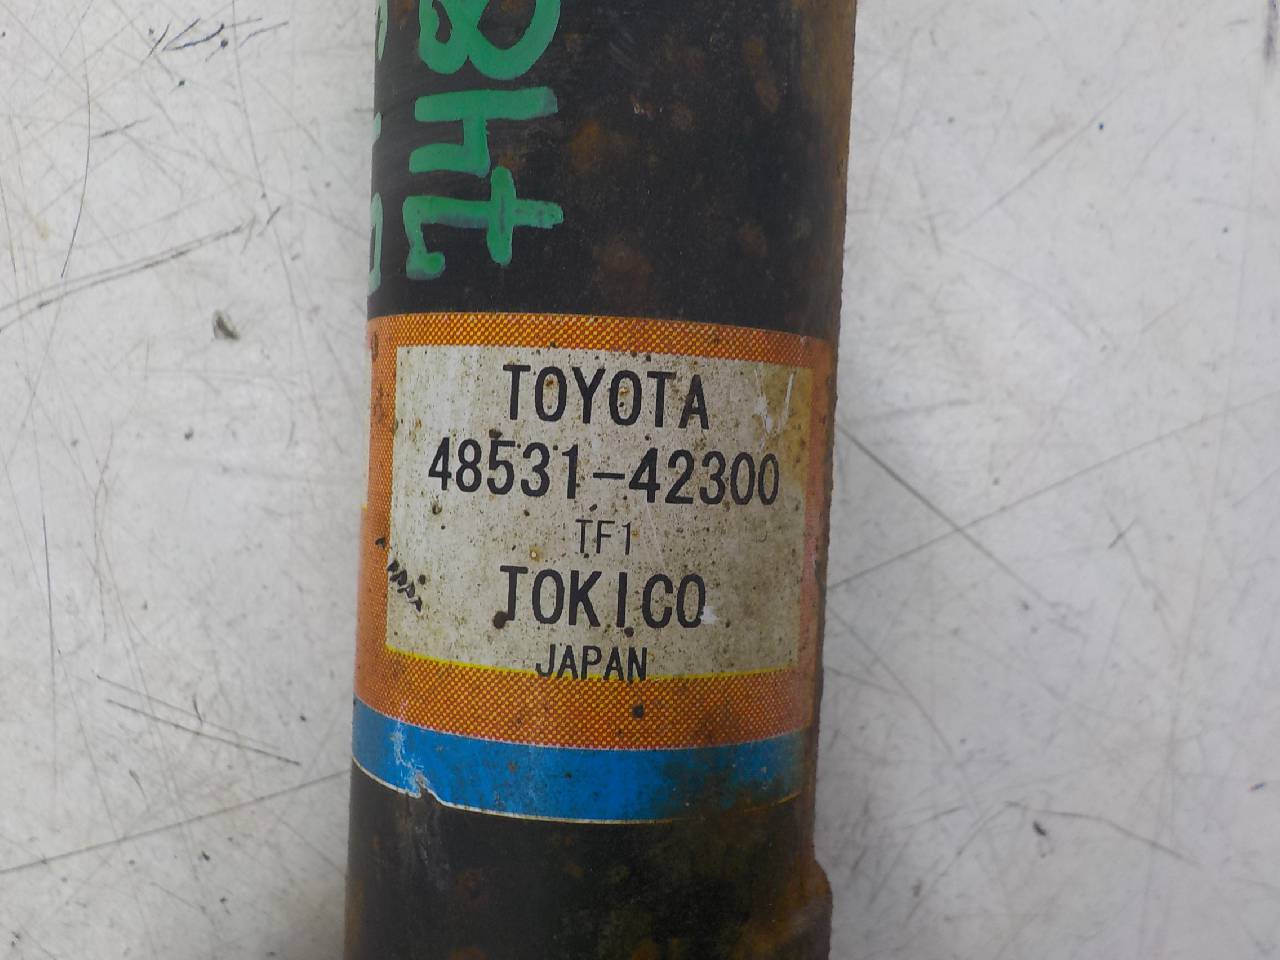 TOYOTA
48531-42300
TF1
TOKICO
JAPAN